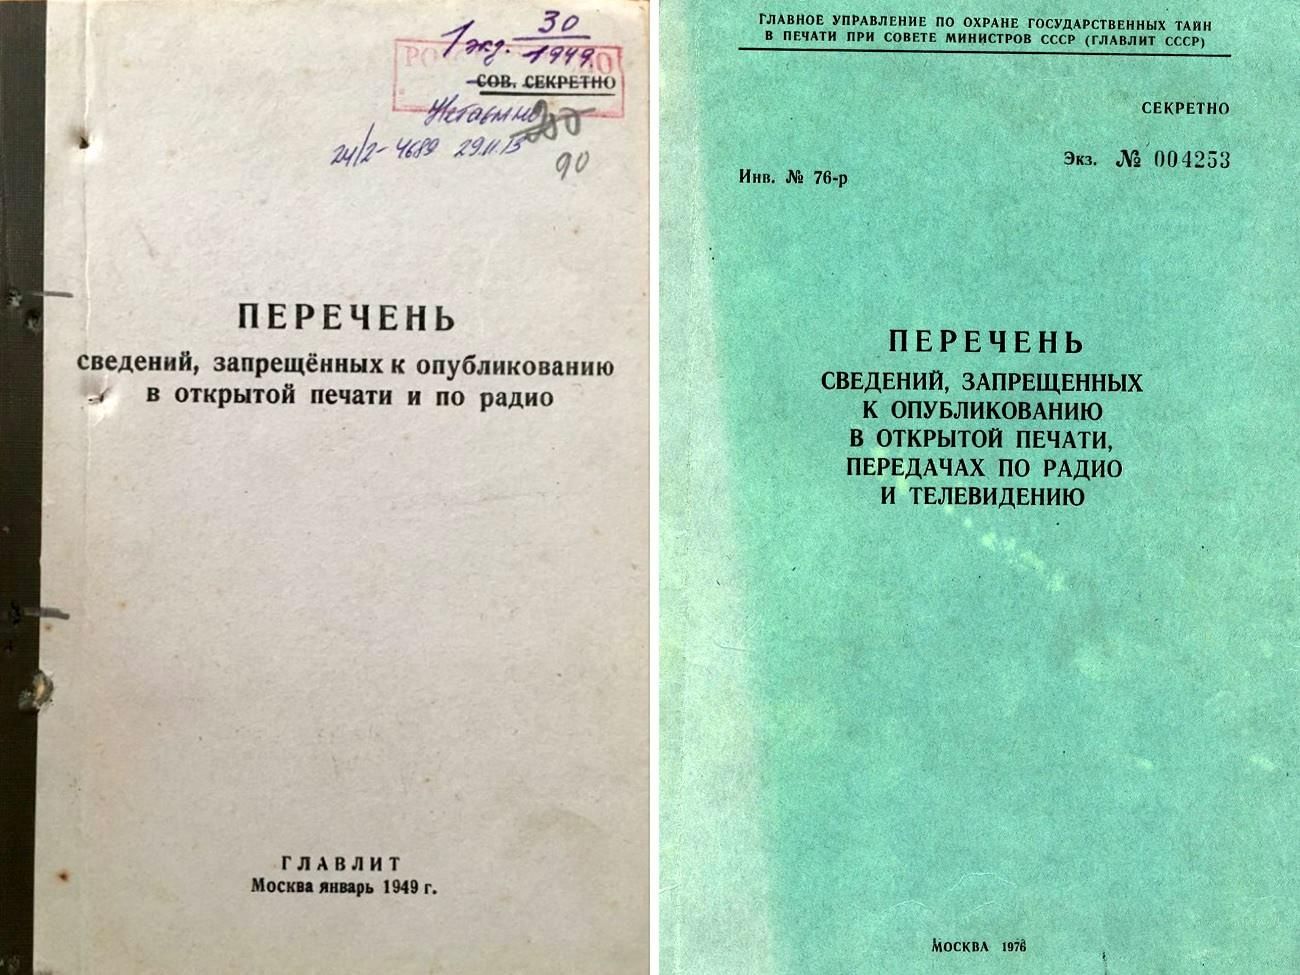 30
1 экз. 1949.
СОВ. СЕКРЕТНО
24/2-4689 29.11.13
90
ПЕРЕЧЕНЬ
сведений, запрещённых к опубликованию
в открытой печати и по радио
ГЛАВЛИТ
Москва январь 1949 г.
ГЛАВНОЕ УПРАВЛЕНИЕ ПО ОХРАНЕ ГОСУДАРСТВЕННЫХ ТАИН
В ПЕЧАТИ ПРИ СОВЕТЕ МИНИСТРОВ СССР (ГЛАВЛИТ СССР)
СЕКРЕТНО
Экз. № 004253
Инв. № 76-р
ПЕРЕЧЕНЬ
СВЕДЕНИЙ, ЗАПРЕЩЕННЫХ
К ОПУБЛИКОВАНИЮ
В ОТКРЫТОЙ ПЕЧАТИ,
ПЕРЕДАЧАХ ПО РАДИО
И ТЕЛЕВИДЕНИЮ
МОСКВА 1976